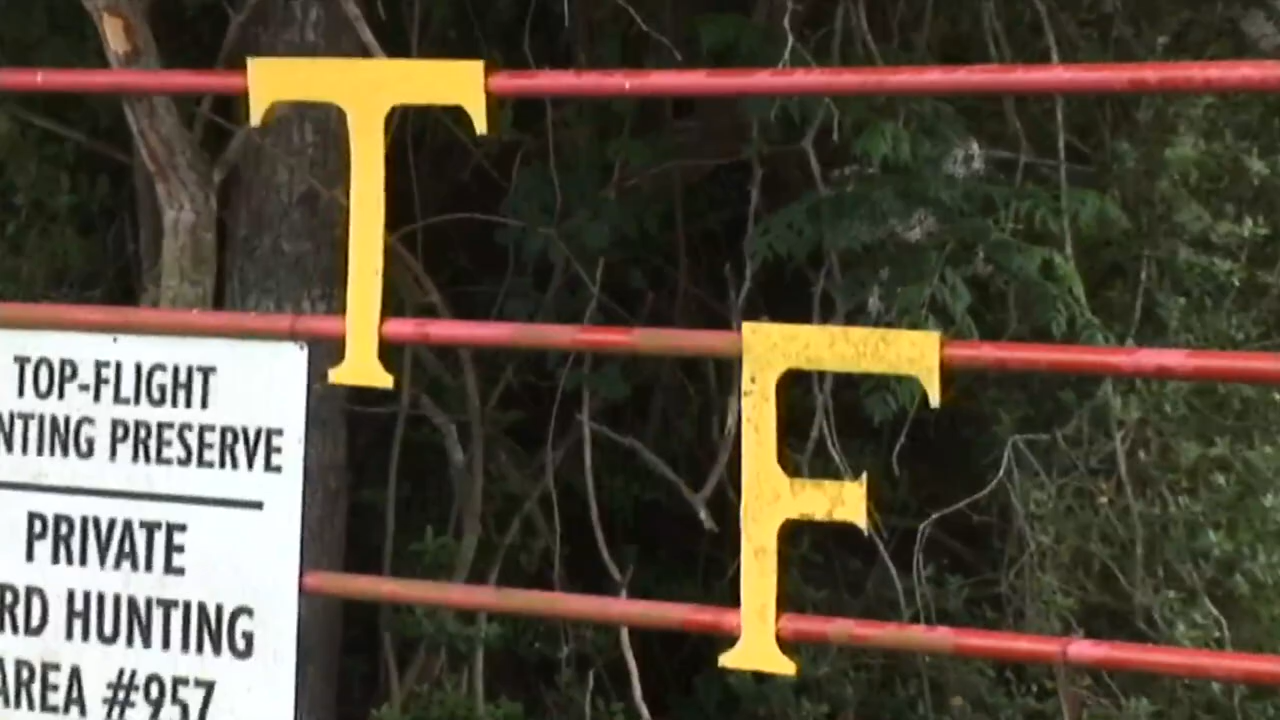 T
F
TOP-FLIGHT
NTING PRESERVE
PRIVATE
RD HUNTING
AREA #957